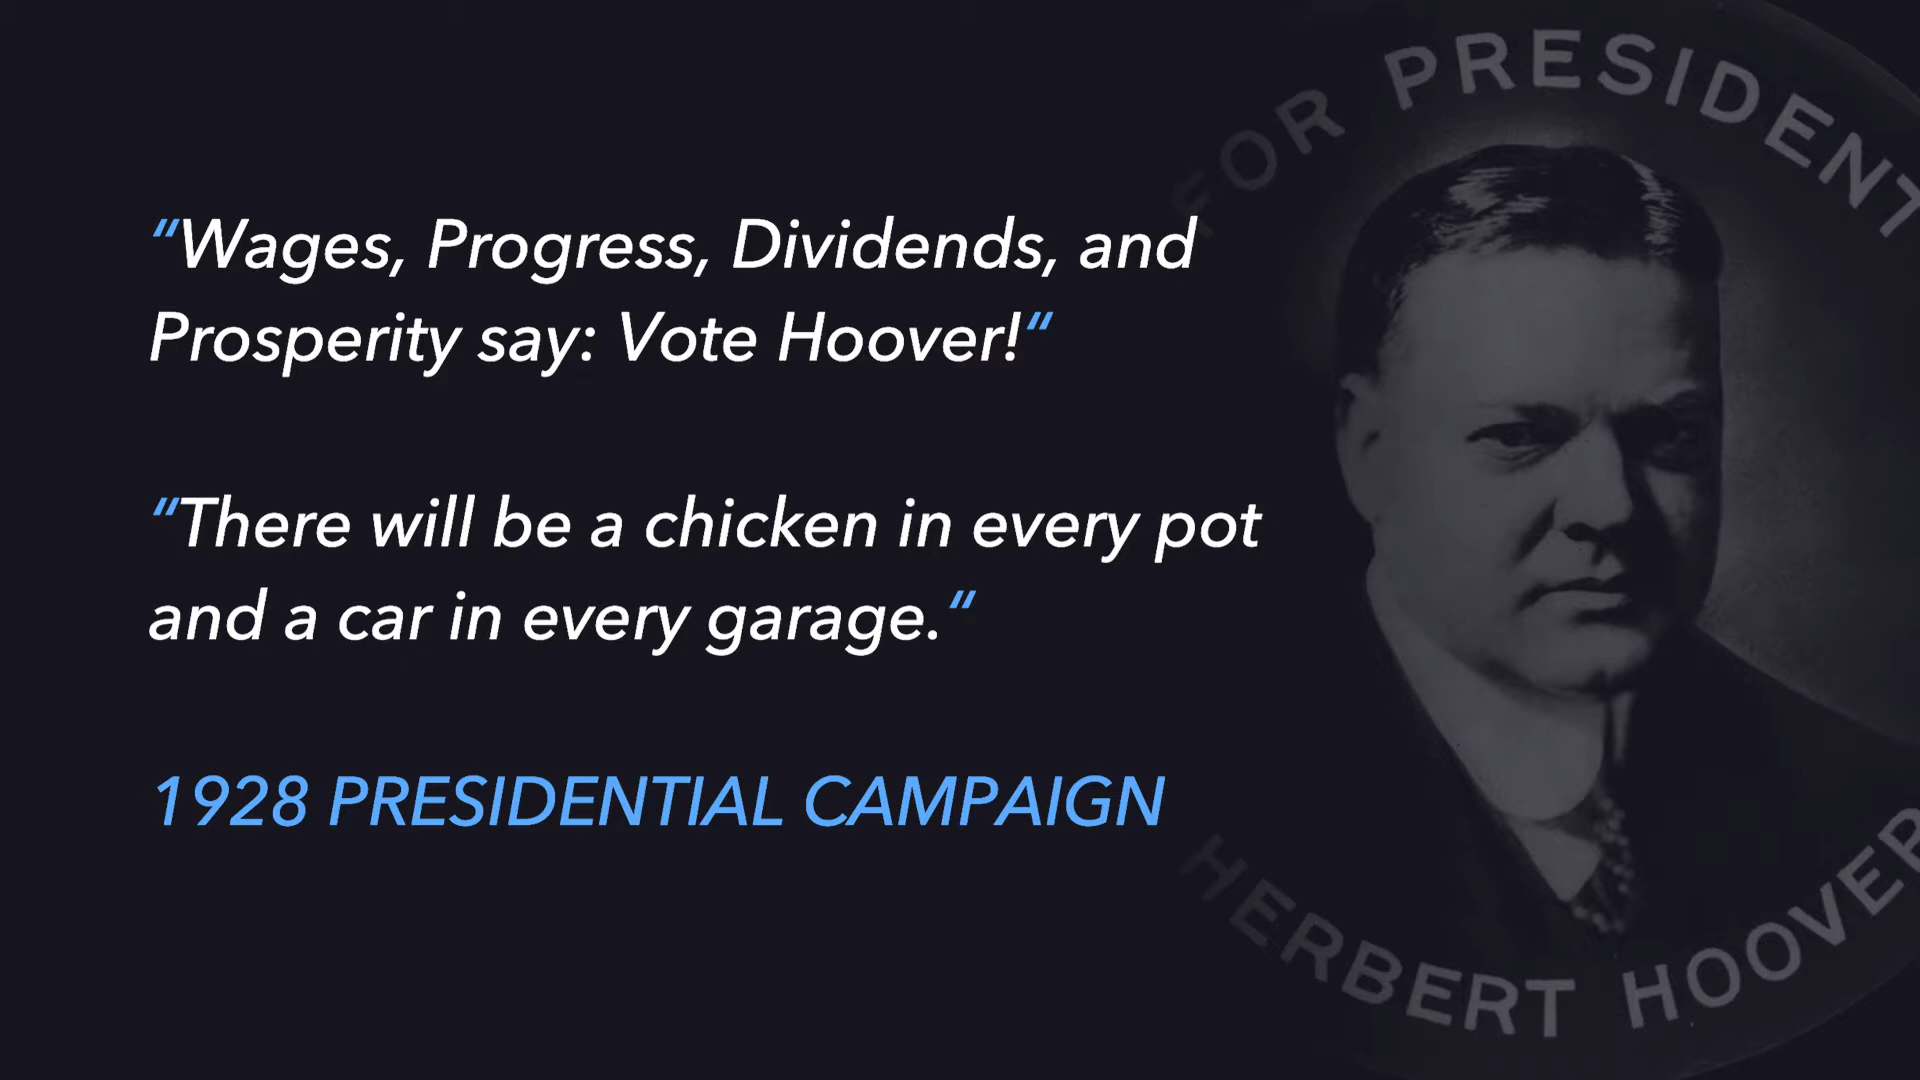 “Wages, Progress, Dividends, and
Prosperity say: Vote Hoover!“
“There will be a chicken in every pot
and a car in every garage.“
1928 PRESIDENTIAL CAMPAIGN
FOR PRESIDENT
HERBERT HOOVER